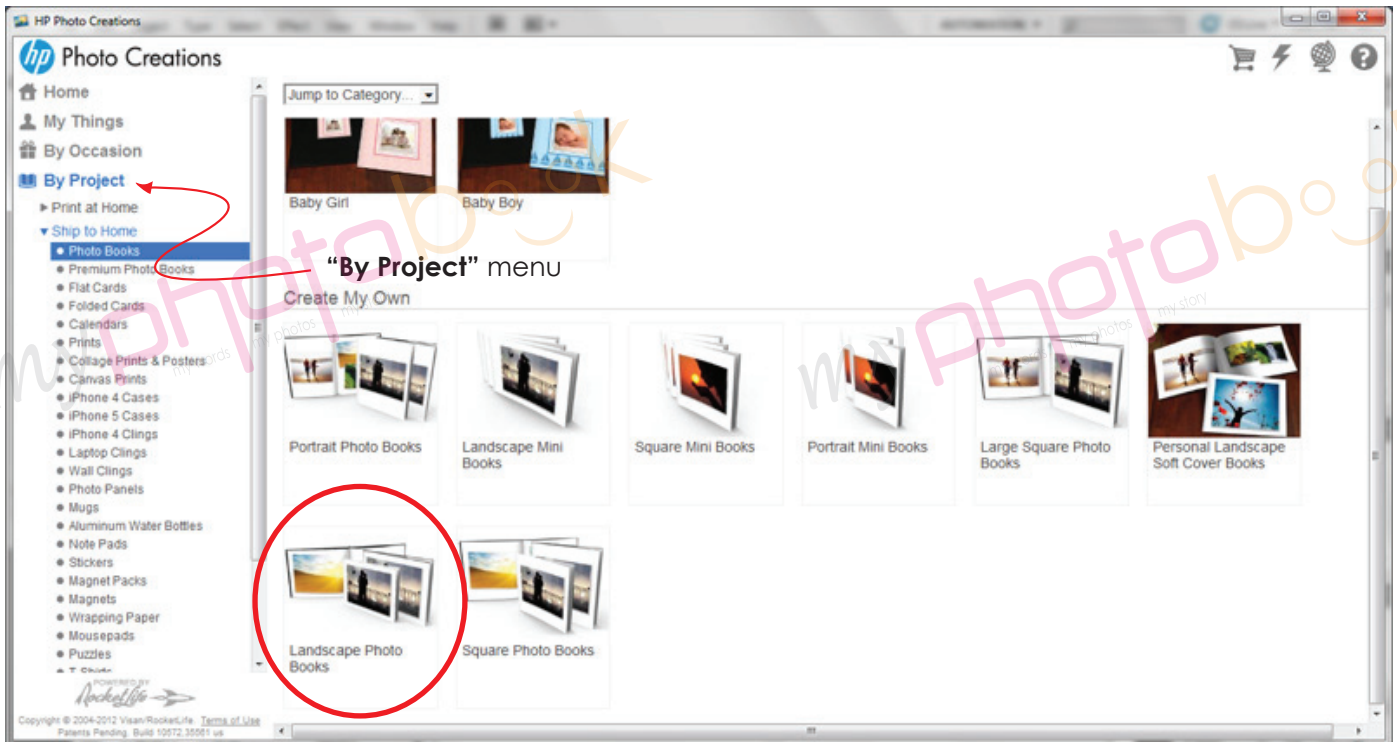 HP Photo Creations
hp Photo Creations
Home
My Things
By Occasion
By Project
Print at Home
Ship to Home
Photo Books
Premium Photo Books
Flat Cards
Folded Cards
Calendars
Prints
Collage Prints & Posters
Canvas Prints
iPhone 4 Cases
iPhone 5 Cases
iPhone 4 Clings
Laptop Clings
Wall Clings
Photo Panels
Mugs
Aluminum Water Bottles
Note Pads
Stickers
Magnet Packs
Magnets
Wrapping Paper
Mousepads
Puzzles
POWERED BY
RocketLife
Copyright © 2004-2012 Visan/RocketLife. Terms of Use
Patents Pending. Build 10572.35561 us
Jump to Category...
Baby Girl
Baby Boy
“By Project” menu
Create My Own
Portrait Photo Books
Landscape Mini
Books
Square Mini Books
Portrait Mini Books
Large Square Photo
Books
Personal Landscape
Soft Cover Books
Landscape Photo
Books
Square Photo Books
myphotobook
my photos
myphotobook
my story